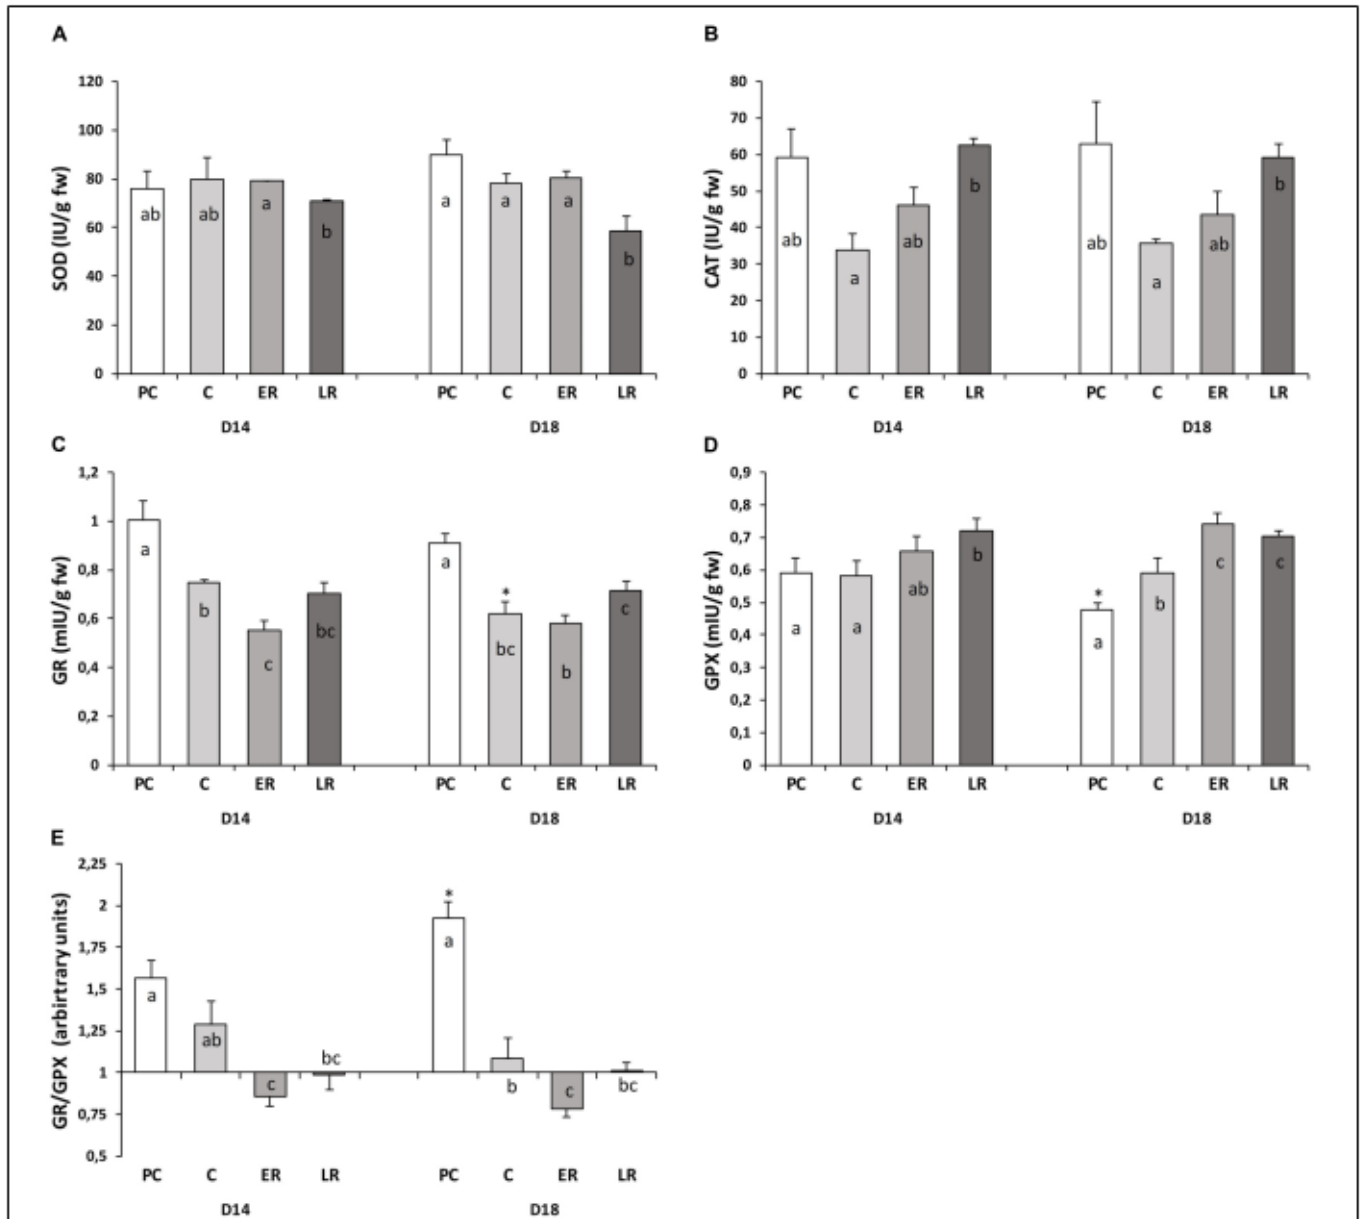 A
SOD (IU/g fw)
120
100
80
60
40
20
0
ab
ab
a
b
a
a
a
b
PC C ER LR PC C ER LR
D14 D18
B
CAT (IU/g fw)
80
70
60
50
40
30
20
10
0
ab
a
ab
b
ab
a
ab
b
PC C ER LR PC C ER LR
D14 D18
C
GR (mIU/g fw)
1,2
1
0,8
0,6
0,4
0,2
0
a
b
c
bc
a
*
bc
b
c
PC C ER LR PC C ER LR
D14 D18
D
GPX (mIU/g fw)
0,9
0,8
0,7
0,6
0,5
0,4
0,3
0,2
0,1
0
a
a
ab
b
*
a
b
c
c
PC C ER LR PC C ER LR
D14 D18
E
GR/GPX (arbirtrary units)
2,25
2
1,75
1,5
1,25
1
0,75
0,5
a
ab
c
bc
*
a
b
c
bc
PC C ER LR PC C ER LR
D14 D18